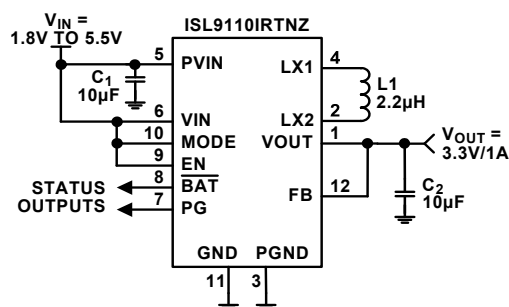 ISL9110IRTNZ
V_IN =
1.8V TO 5.5V
5
PVIN
C1
10µF
LX1
4
L1
2.2µH
6
VIN
LX2
2
10
MODE
VOUT
1
V_OUT =
3.3V/1A
9
EN
STATUS
OUTPUTS
8
BAT
7
PG
FB
12
C2
10µF
GND
PGND
11
3